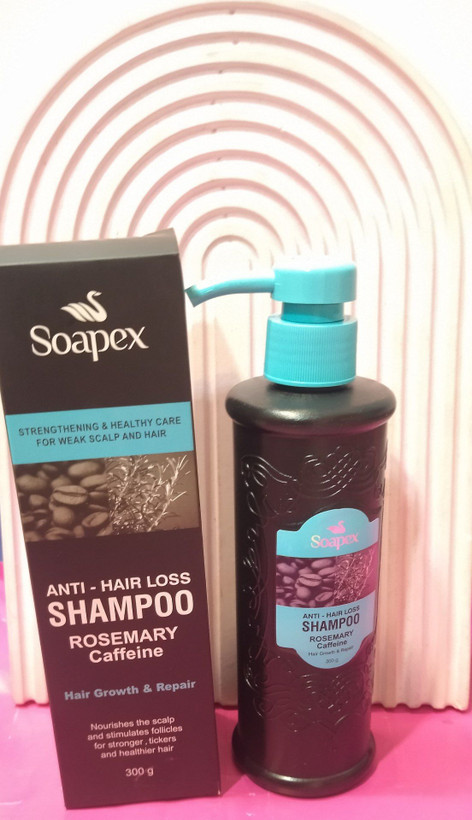 Soapex
STRENGTHENING & HEALTHY CARE
FOR WEAK SCALP AND HAIR
ANTI - HAIR LOSS
SHAMPOO
ROSEMARY
Caffeine
Hair Growth & Repair
Nourishes the scalp
and stimulates follicles
for stronger, tickers
and healthier hair
300 g
Soapex
ANTI - HAIR LOSS
SHAMPOO
ROSEMARY
Caffeine
Hair Growth & Repair
300 g